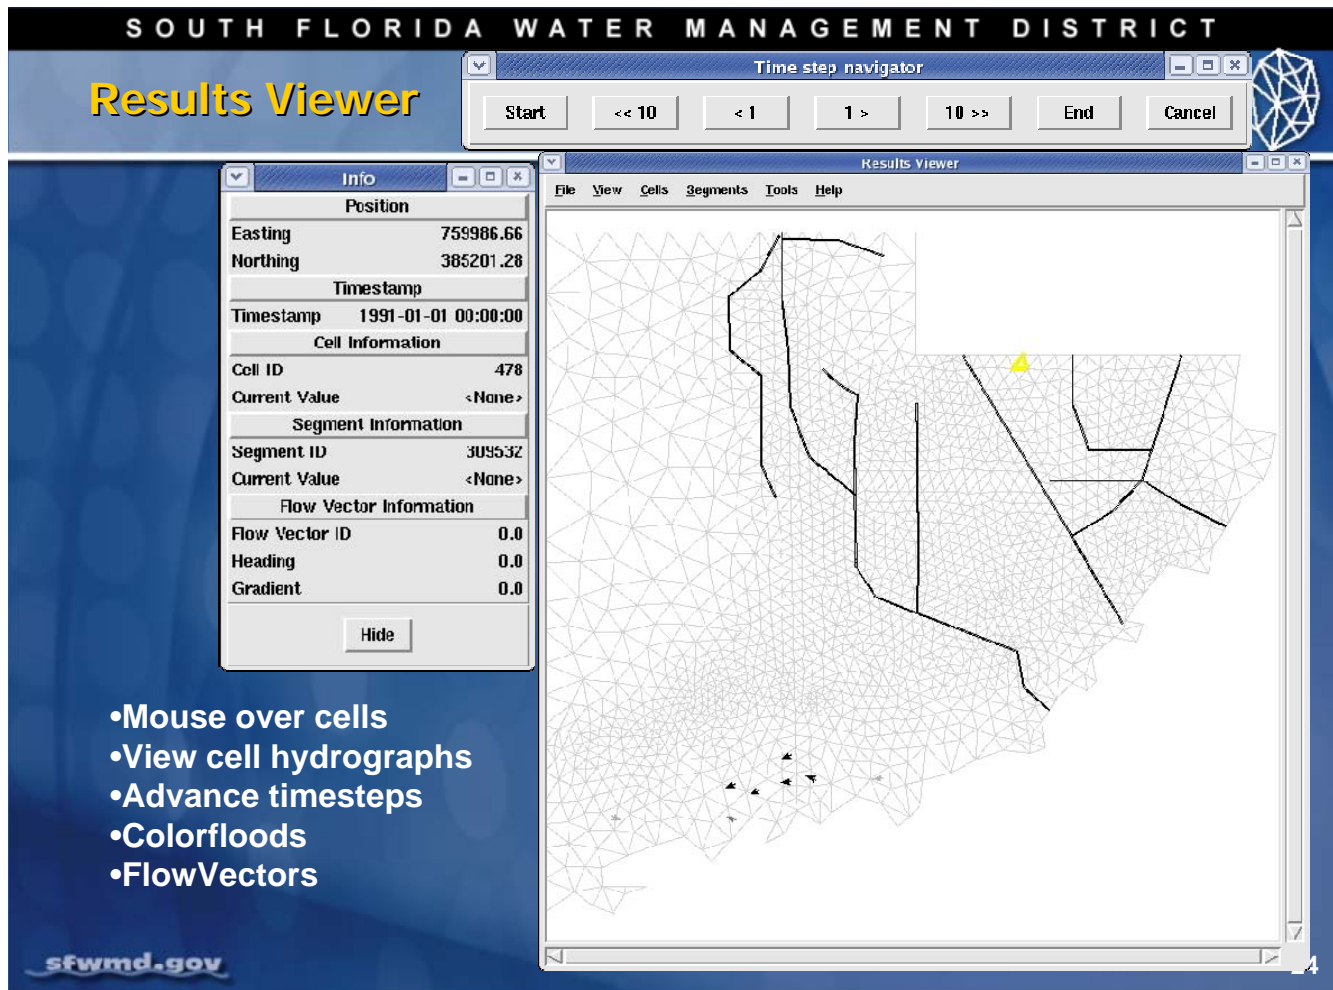 SOUTH FLORIDA WATER MANAGEMENT DISTRICT
Results Viewer
Time step navigator
Start << 10 < 1 1 > 10 >> End Cancel
Info
Position
Easting 759986.66
Northing 385201.28
Timestamp
Timestamp 1991-01-01 00:00:00
Cell Information
Cell ID 478
Current Value <None>
Segment Information
Segment ID 309532
Current Value <None>
Flow Vector Information
Flow Vector ID 0.0
Heading 0.0
Gradient 0.0
Hide
Results Viewer
File View Cells Segments Tools Help
•Mouse over cells
•View cell hydrographs
•Advance timesteps
•Colorfloods
•FlowVectors
sfwmd.gov